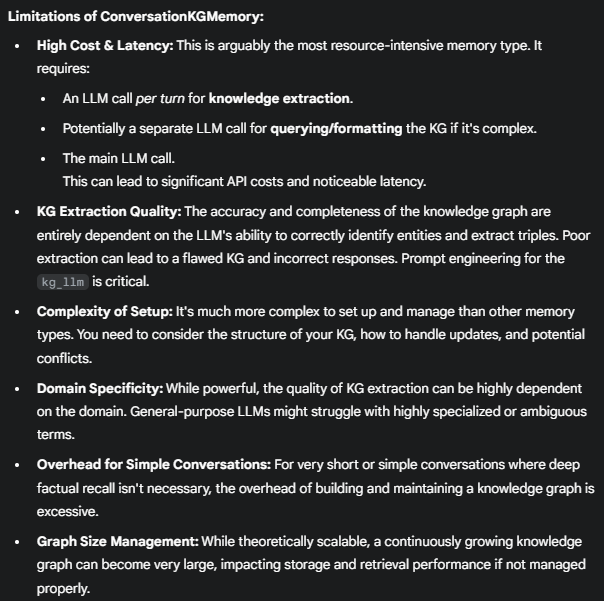 Limitations of ConversationKGMemory:
• High Cost & Latency: This is arguably the most resource-intensive memory type. It
requires:
• An LLM call per turn for knowledge extraction.
• Potentially a separate LLM call for querying/formatting the KG if it's complex.
• The main LLM call.
This can lead to significant API costs and noticeable latency.
• KG Extraction Quality: The accuracy and completeness of the knowledge graph are
entirely dependent on the LLM's ability to correctly identify entities and extract triples. Poor
extraction can lead to a flawed KG and incorrect responses. Prompt engineering for the
kg_llm is critical.
• Complexity of Setup: It's much more complex to set up and manage than other memory
types. You need to consider the structure of your KG, how to handle updates, and potential
conflicts.
• Domain Specificity: While powerful, the quality of KG extraction can be highly dependent
on the domain. General-purpose LLMs might struggle with highly specialized or ambiguous
terms.
• Overhead for Simple Conversations: For very short or simple conversations where deep
factual recall isn't necessary, the overhead of building and maintaining a knowledge graph is
excessive.
• Graph Size Management: While theoretically scalable, a continuously growing knowledge
graph can become very large, impacting storage and retrieval performance if not managed
properly.